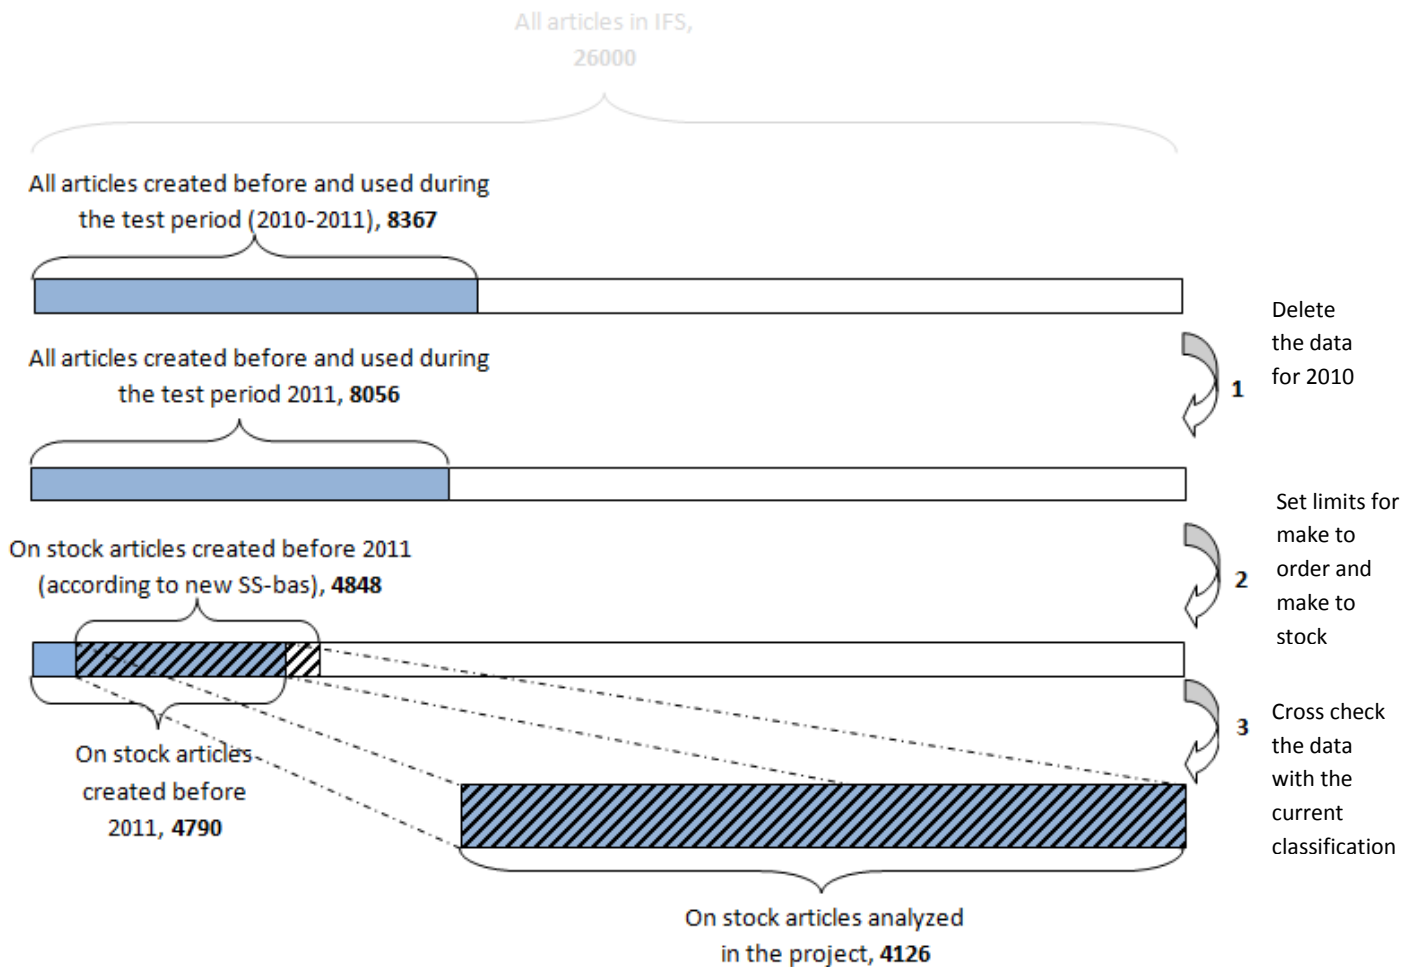 All articles in IFS,
26000
All articles created before and used during
the test period (2010-2011), 8367
Delete
the data
for 2010
1
All articles created before and used during
the test period 2011, 8056
Set limits for
make to
order and
make to
stock
2
On stock articles created before 2011
(according to new SS-bas), 4848
Cross check
the data
with the
current
classification
3
On stock articles
created before
2011, 4790
On stock articles analyzed
in the project, 4126